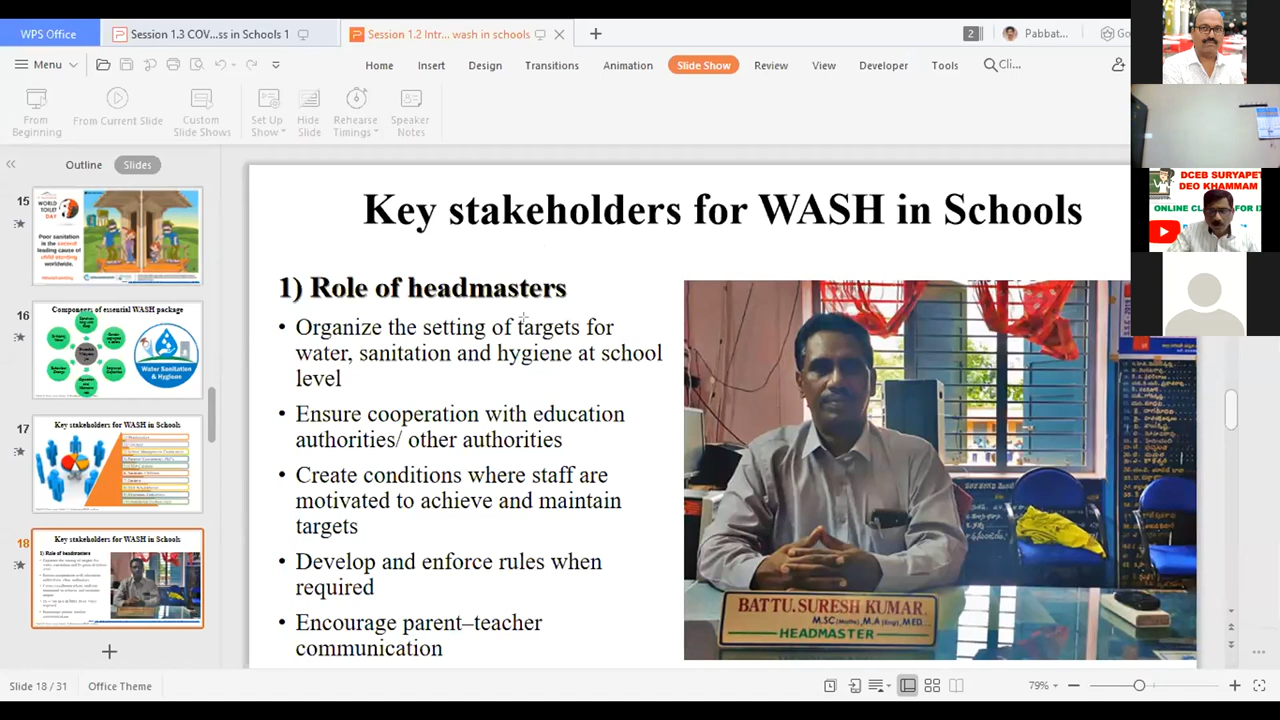 WPS Office
Session 1.3 COV...ss in Schools 1
Session 1.2 Intr... wash in schools
2
Pabbat...
Go
Menu
Home
Insert
Design
Transitions
Animation
Slide Show
Review
View
Developer
Tools
Cli...
From Beginning
From Current Slide
Custom Slide Shows
Set Up Show
Hide Slide
Rehearse Timings
Speaker Notes
Outline
Slides
15
WORLD
TOILET
DAY
Poor sanitation
is the second
leading cause of
child stunting
worldwide.
16
Components of essential WASH package
Water Sanitation
& Hygiene
17
Key stakeholders for WASH in Schools
18
Key stakeholders for WASH in Schools
1) Role of headmasters
Key stakeholders for WASH in Schools
1) Role of headmasters
• Organize the setting of targets for
water, sanitation and hygiene at school
level
• Ensure cooperation with education
authorities/ other authorities
• Create conditions where staff are
motivated to achieve and maintain
targets
• Develop and enforce rules when
required
• Encourage parent–teacher
communication
BATTU.SURESH KUMAR
M.SC(Maths), M.A(Eng), M.ED...
HEADMASTER
DCEB SURYAPET
DEO KHAMMAM
ONLINE CL FOR I
Slide 18 / 31
Office Theme
79%